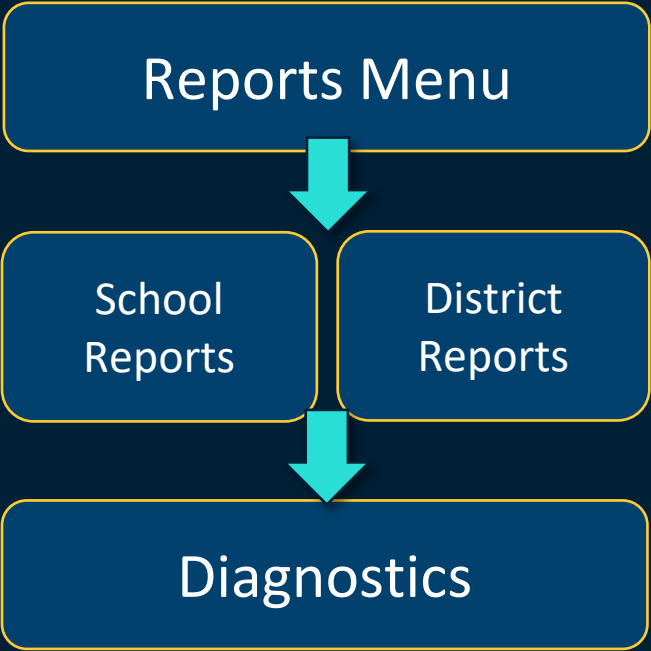 Reports Menu
School
Reports
District
Reports
Diagnostics